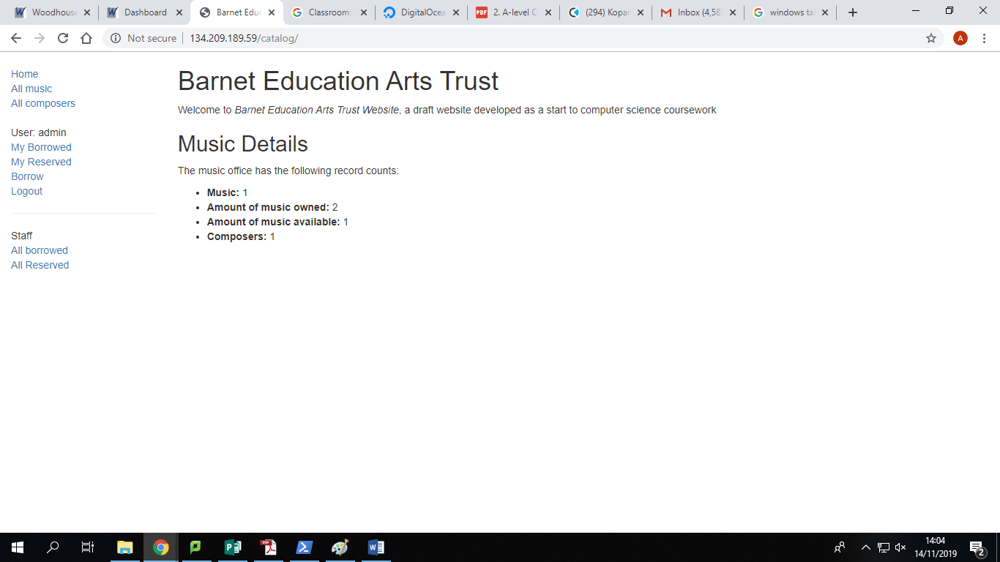 Woodhouse
Dashboard
Barnet Educ
Classroom
DigitalOcea
2. A-level C
(294) Kopar
Inbox (4,58
windows ta
Not secure
134.209.189.59/catalog/
A
Home
All music
All composers
User: admin
My Borrowed
My Reserved
Borrow
Logout
Staff
All borrowed
All Reserved
Barnet Education Arts Trust
Welcome to Barnet Education Arts Trust Website, a draft website developed as a start to computer science coursework
Music Details
The music office has the following record counts:
• Music: 1
• Amount of music owned: 2
• Amount of music available: 1
• Composers: 1
14:04
14/11/2019
2